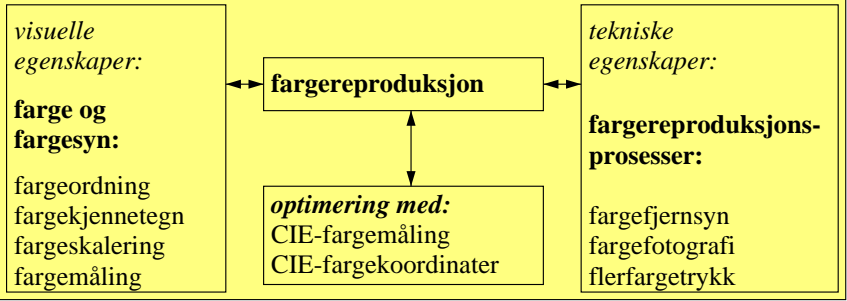 visuelle
egenskaper:
farge og
fargesyn:
fargeordning
fargekjennetegn
fargeskalering
fargemåling
fargereproduksjon
optimering med:
CIE-fargemåling
CIE-fargekoordinater
tekniske
egenskaper:
fargereproduksjons-
prosesser:
fargefjernsyn
fargefotografi
flerfargetrykk